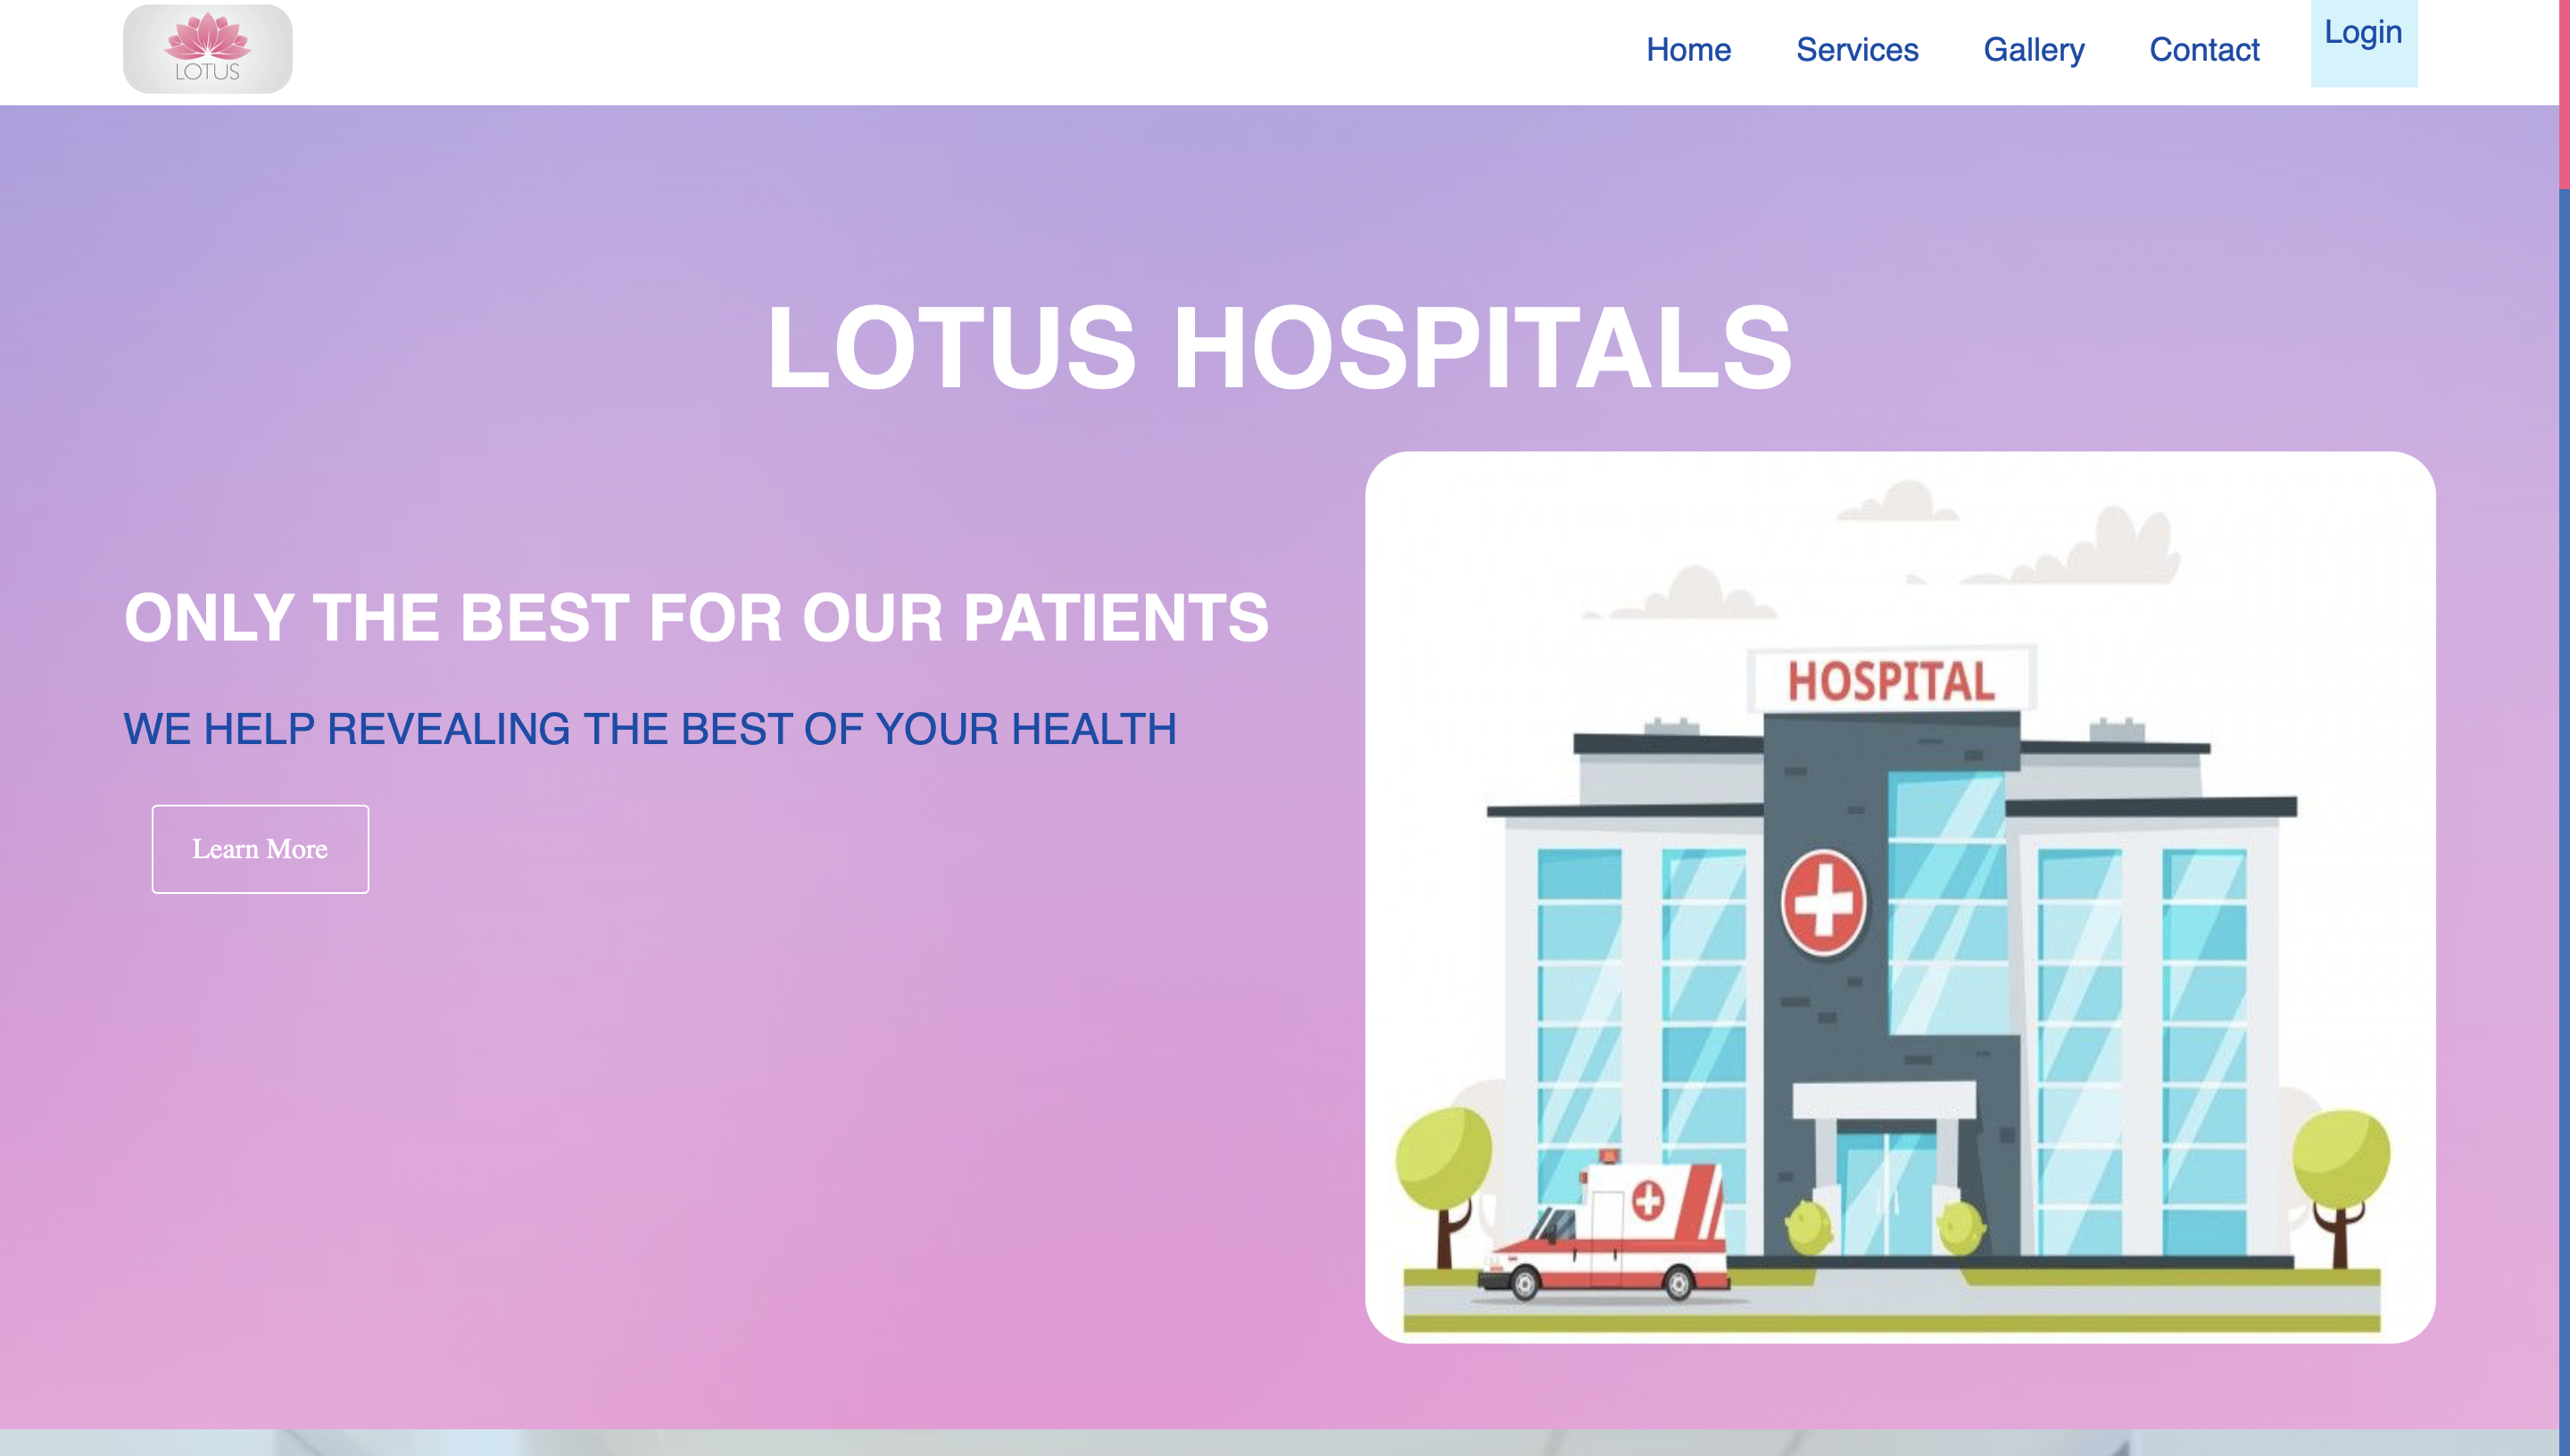 LOTUS
Home Services Gallery Contact Login
LOTUS HOSPITALS
ONLY THE BEST FOR OUR PATIENTS
WE HELP REVEALING THE BEST OF YOUR HEALTH
Learn More
HOSPITAL